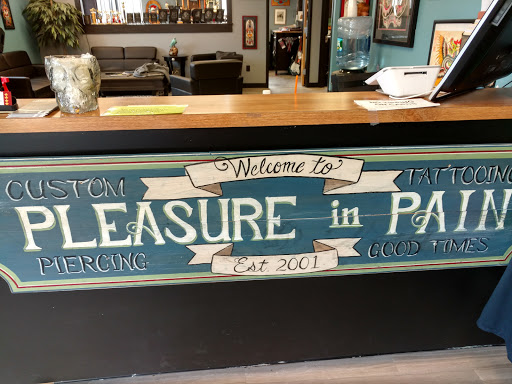 Welcome to
CUSTOM
TATTOOING
PLEASURE in PAIN
PIERCING
GOOD TIMES
Est 2001